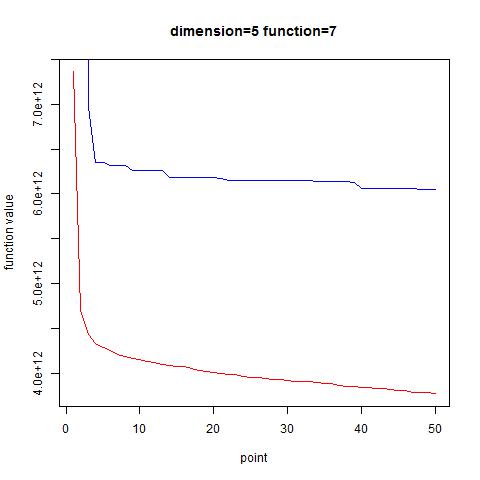 dimension=5 function=7
function value
7.0e+12
6.0e+12
5.0e+12
4.0e+12
0 10 20 30 40 50
point